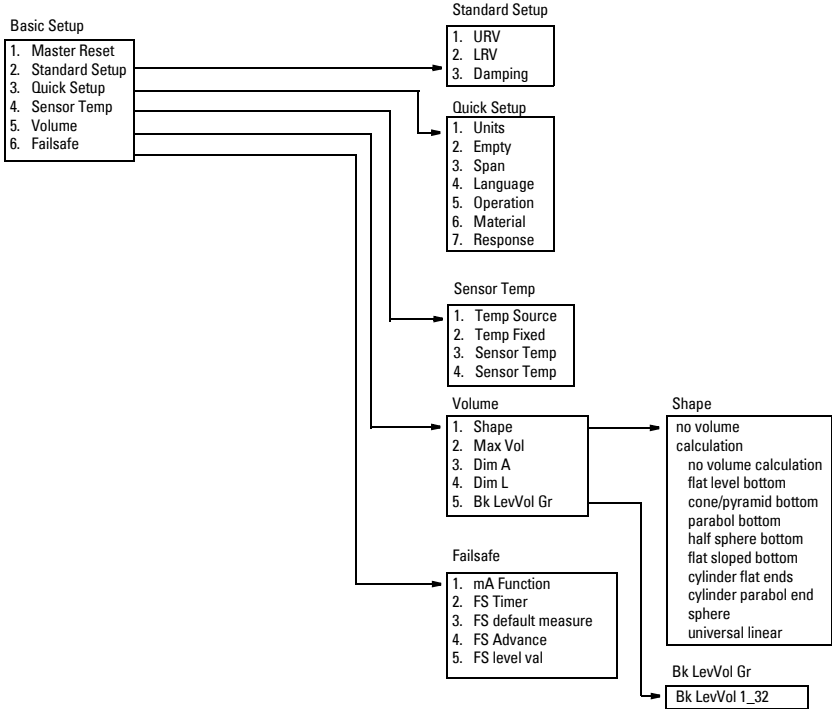 Basic Setup
1. Master Reset
2. Standard Setup
3. Quick Setup
4. Sensor Temp
5. Volume
6. Failsafe
Standard Setup
1. URV
2. LRV
3. Damping
Quick Setup
1. Units
2. Empty
3. Span
4. Language
5. Operation
6. Material
7. Response
Sensor Temp
1. Temp Source
2. Temp Fixed
3. Sensor Temp
4. Sensor Temp
Volume
1. Shape
2. Max Vol
3. Dim A
4. Dim L
5. Bk LevVol Gr
Shape
no volume
calculation
no volume calculation
flat level bottom
cone/pyramid bottom
parabol bottom
half sphere bottom
flat sloped bottom
cylinder flat ends
cylinder parabol end
sphere
universal linear
Failsafe
1. mA Function
2. FS Timer
3. FS default measure
4. FS Advance
5. FS level val
Bk LevVol Gr
Bk LevVol 1_32